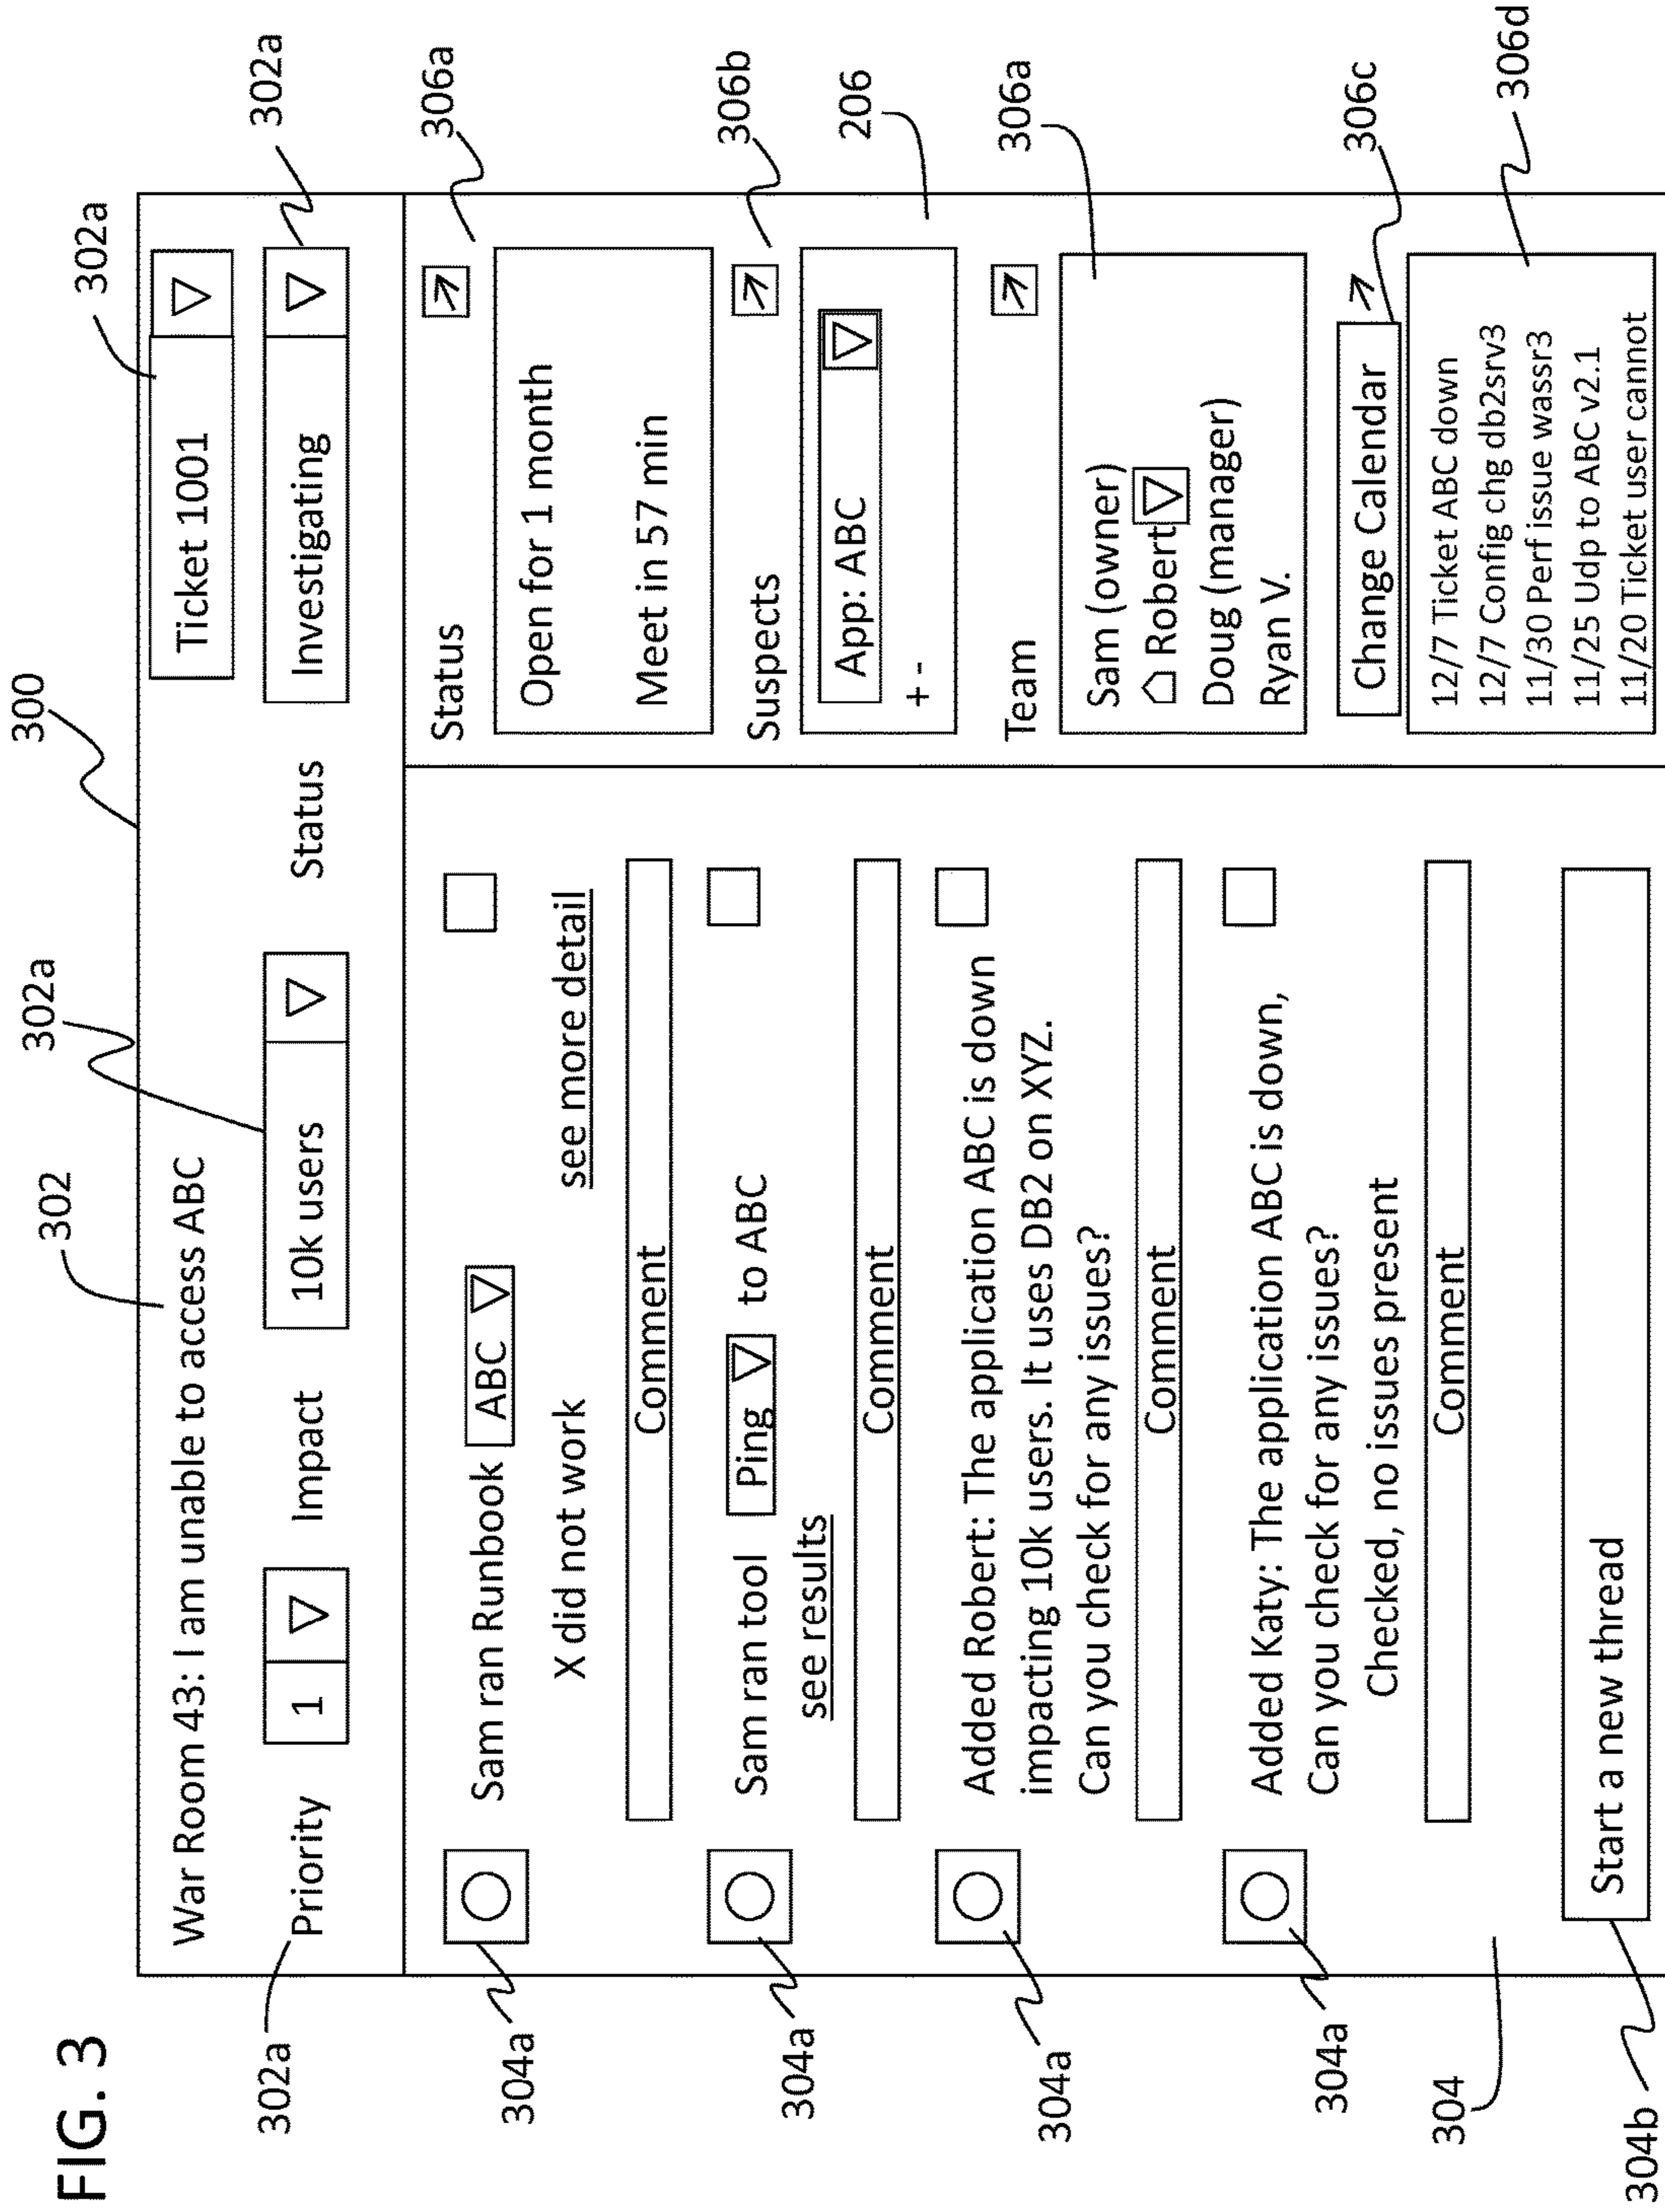 FIG. 3
300
302
302a
302a
302a
302a
War Room 43: I am unable to access ABC
Ticket 1001
Priority 1 Impact 10k users Status Investigating
304a
Sam ran Runbook ABC
X did not work
see more detail
Comment
304a
Sam ran tool Ping to ABC
see results
Comment
304a
Added Robert: The application ABC is down
impacting 10k users. It uses DB2 on XYZ.
Can you check for any issues?
Comment
304a
Added Katy: The application ABC is down,
Can you check for any issues?
Checked, no issues present
Comment
304
304b
Start a new thread
Status
306a
Open for 1 month
Meet in 57 min
Suspects
306b
App: ABC
+ -
206
Team
306a
Sam (owner)
Robert
Doug (manager)
Ryan V.
Change Calendar
306c
12/7 Ticket ABC down
12/7 Config chg db2srv3
11/30 Perf issue wassr3
11/25 Udp to ABC v2.1
11/20 Ticket user cannot
306d